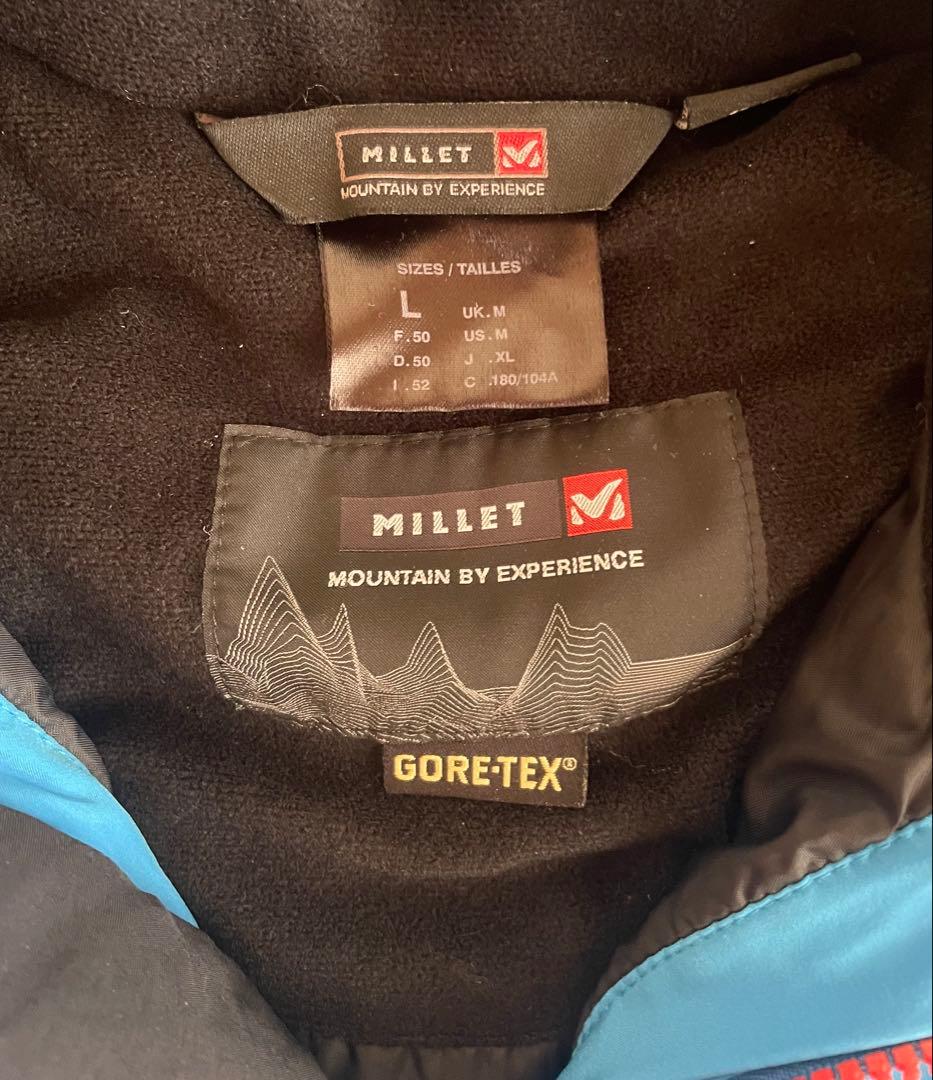 MILLET
MOUNTAIN BY EXPERIENCE
SIZES / TAILLES
L UK.M
F.50 US.M
D.50 J .XL
I .52 C .180/104A
MILLET
MOUNTAIN BY EXPERIENCE
GORE-TEX®